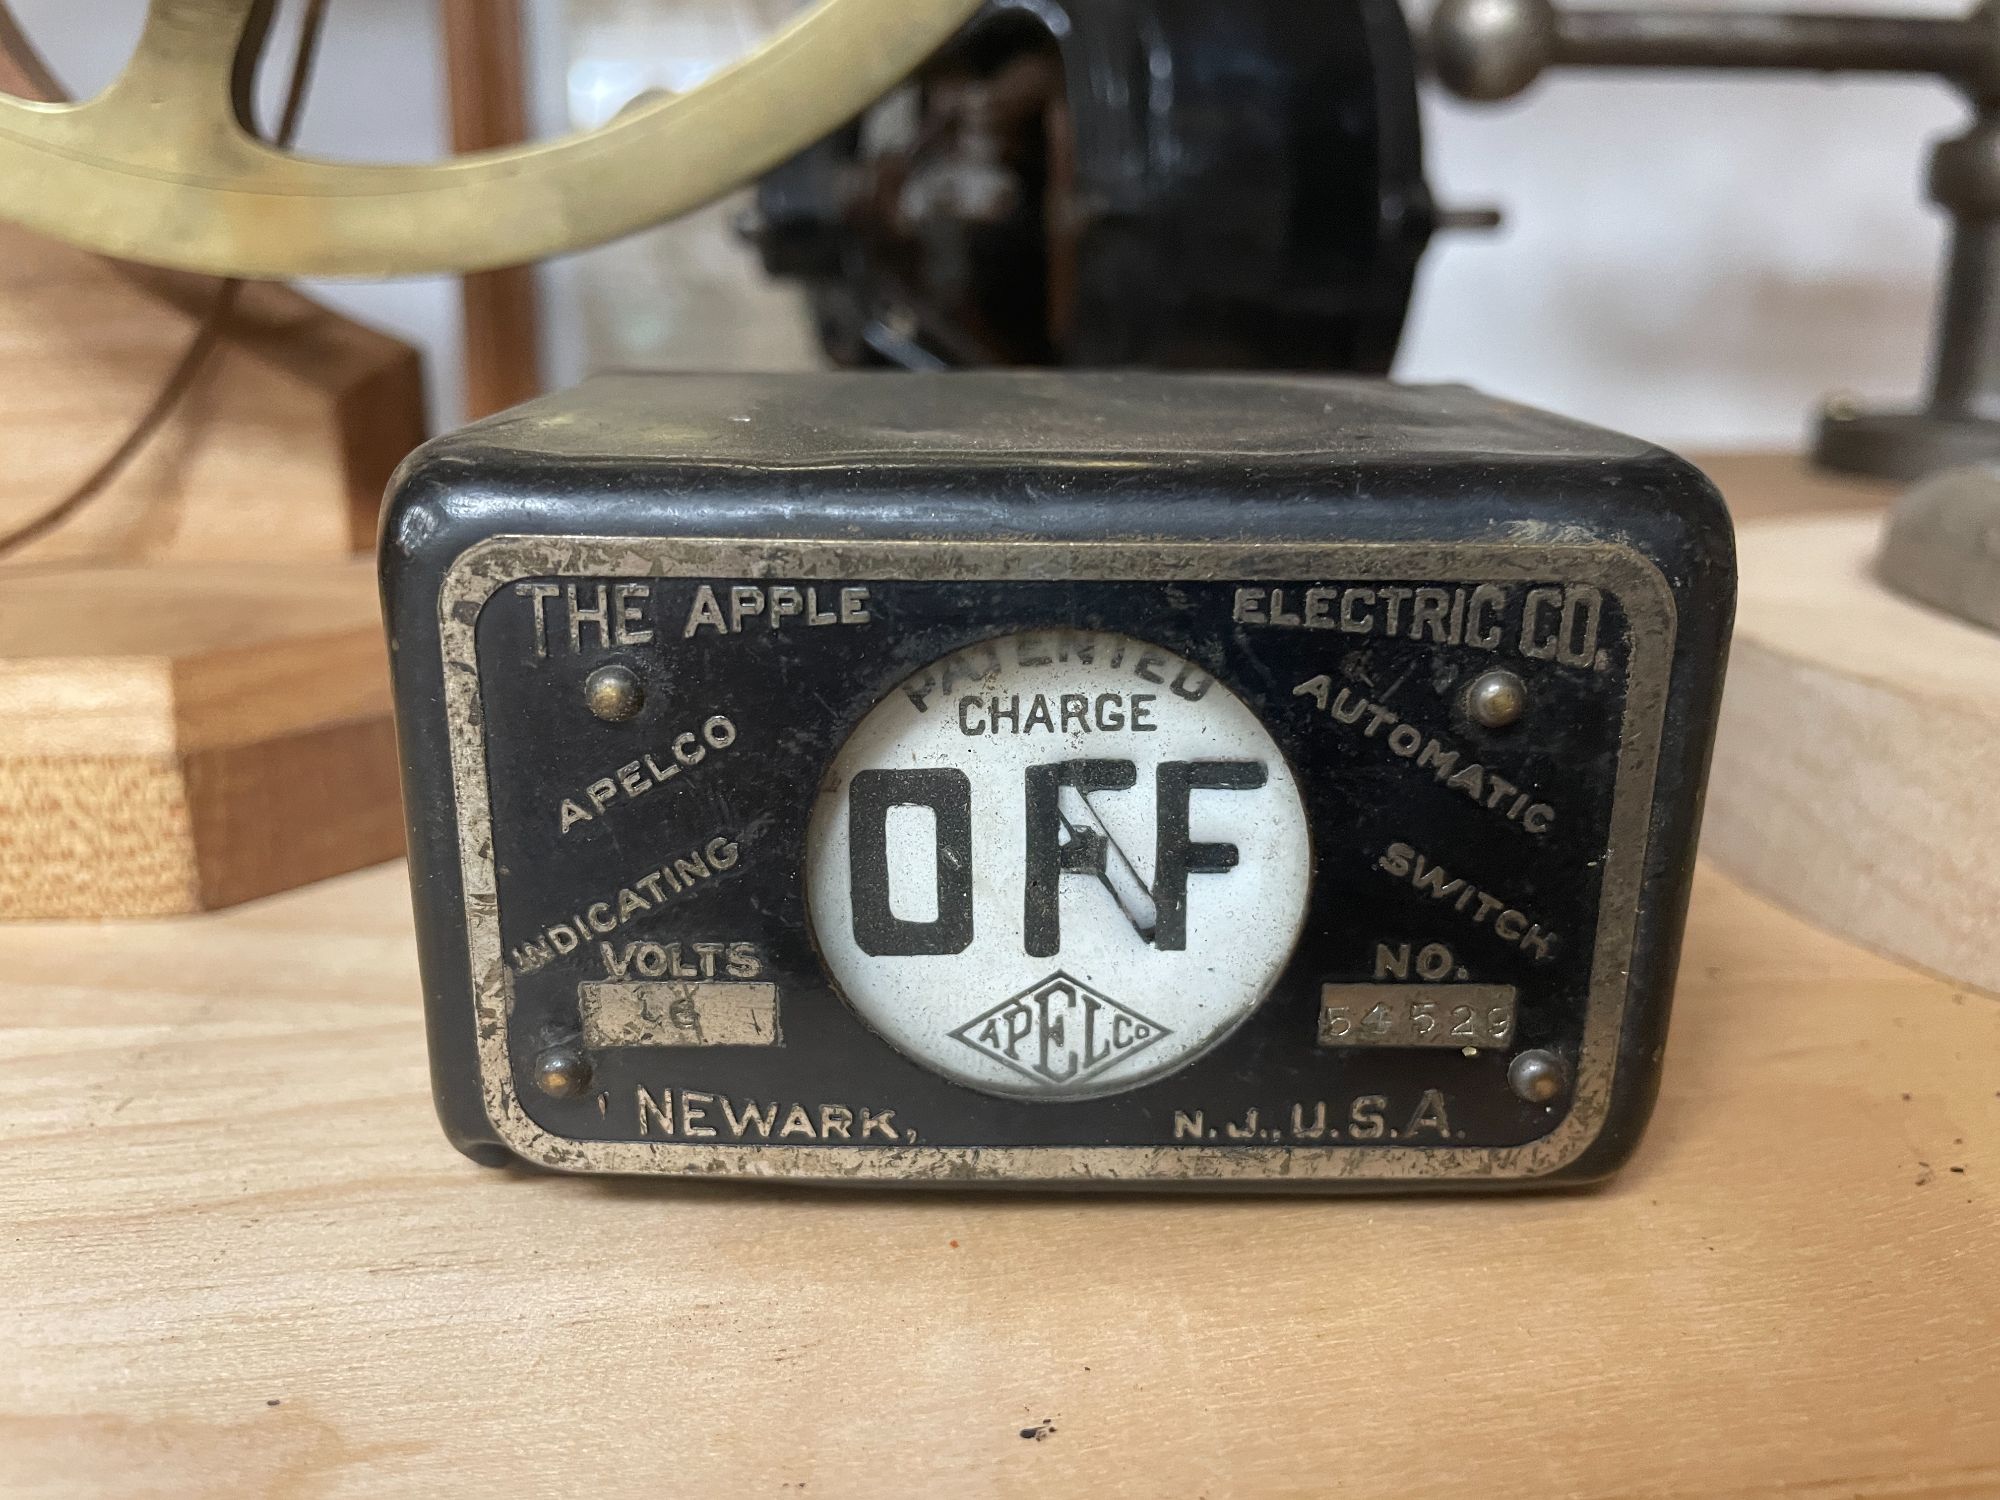 THE APPLE ELECTRIC CO.
PATENTED
CHARGE
OFF
APELCO
AUTOMATIC
INDICATING
SWITCH
VOLTS
NO.
54529
APELCO
NEWARK, N.J., U.S.A.